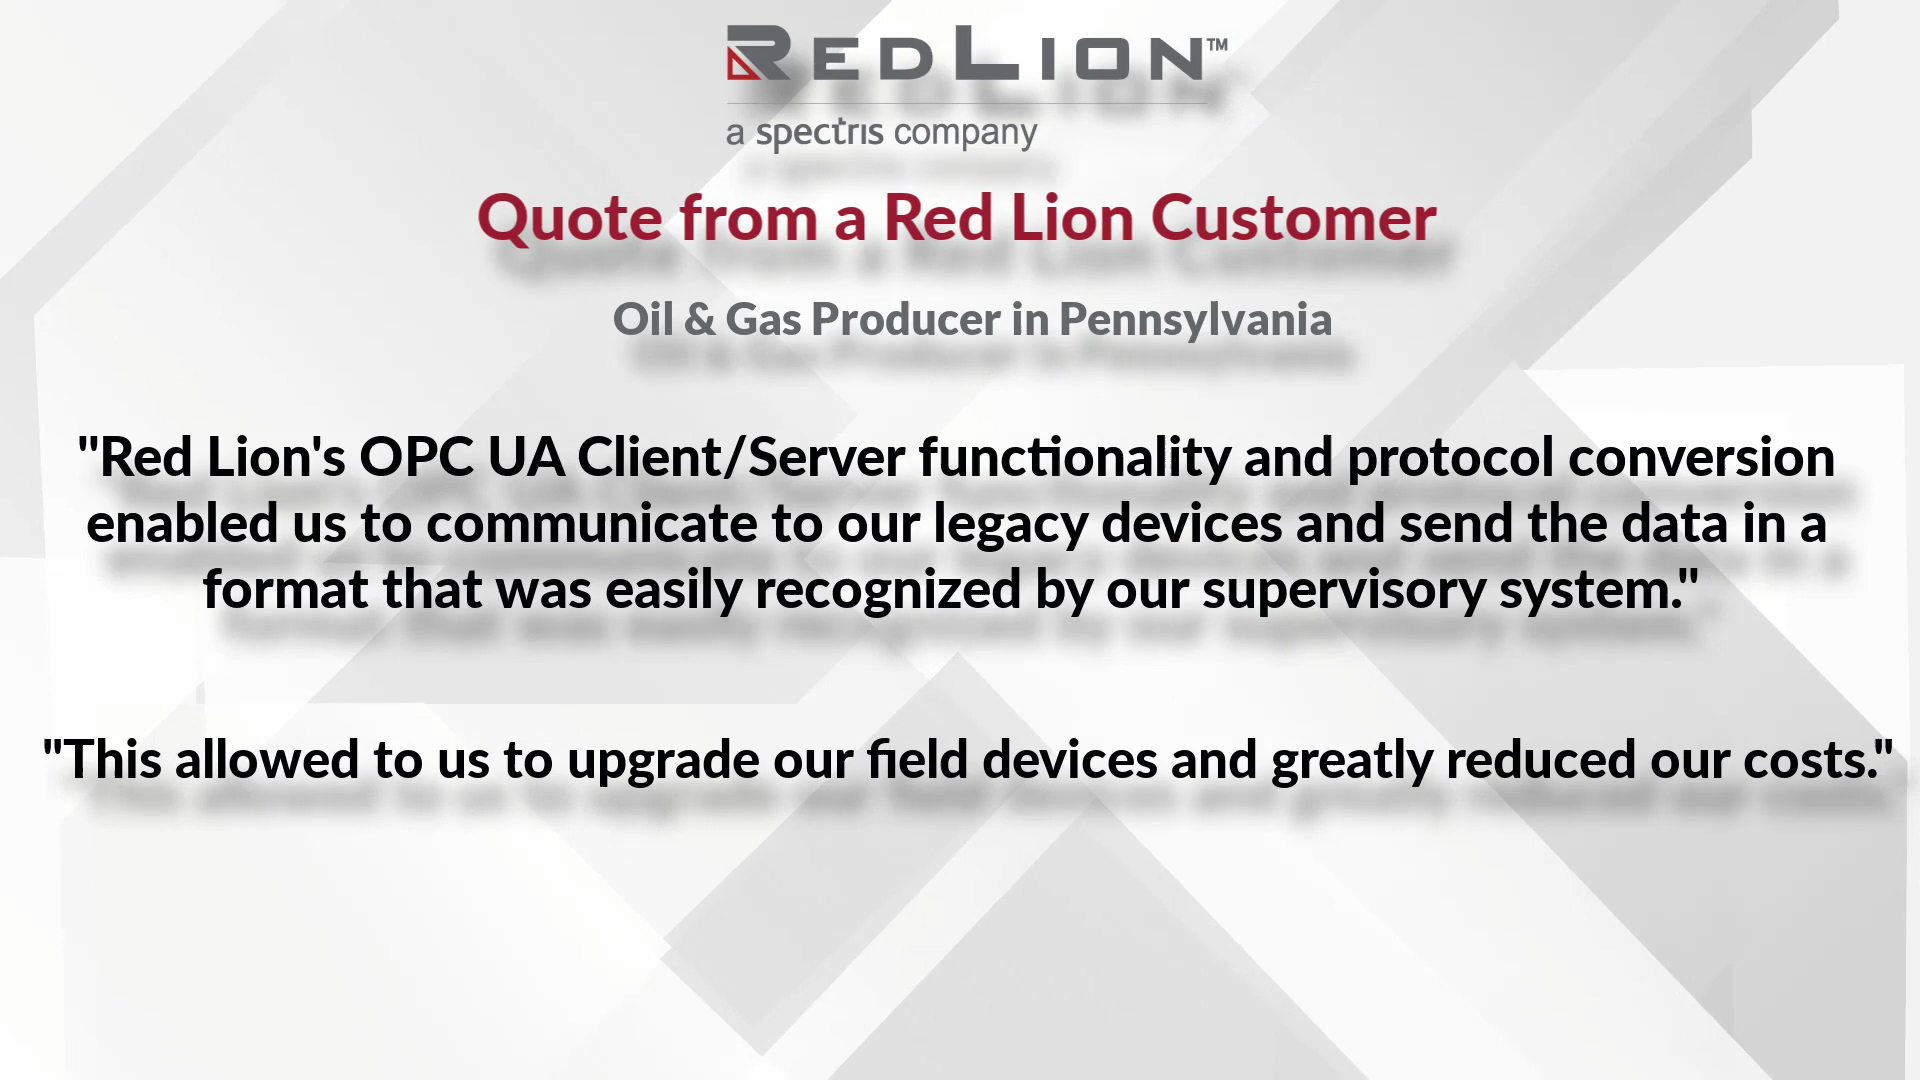 REDLION™
a spectris company
Quote from a Red Lion Customer
Oil & Gas Producer in Pennsylvania
"Red Lion's OPC UA Client/Server functionality and protocol conversion
enabled us to communicate to our legacy devices and send the data in a
format that was easily recognized by our supervisory system."
"This allowed to us to upgrade our field devices and greatly reduced our costs."